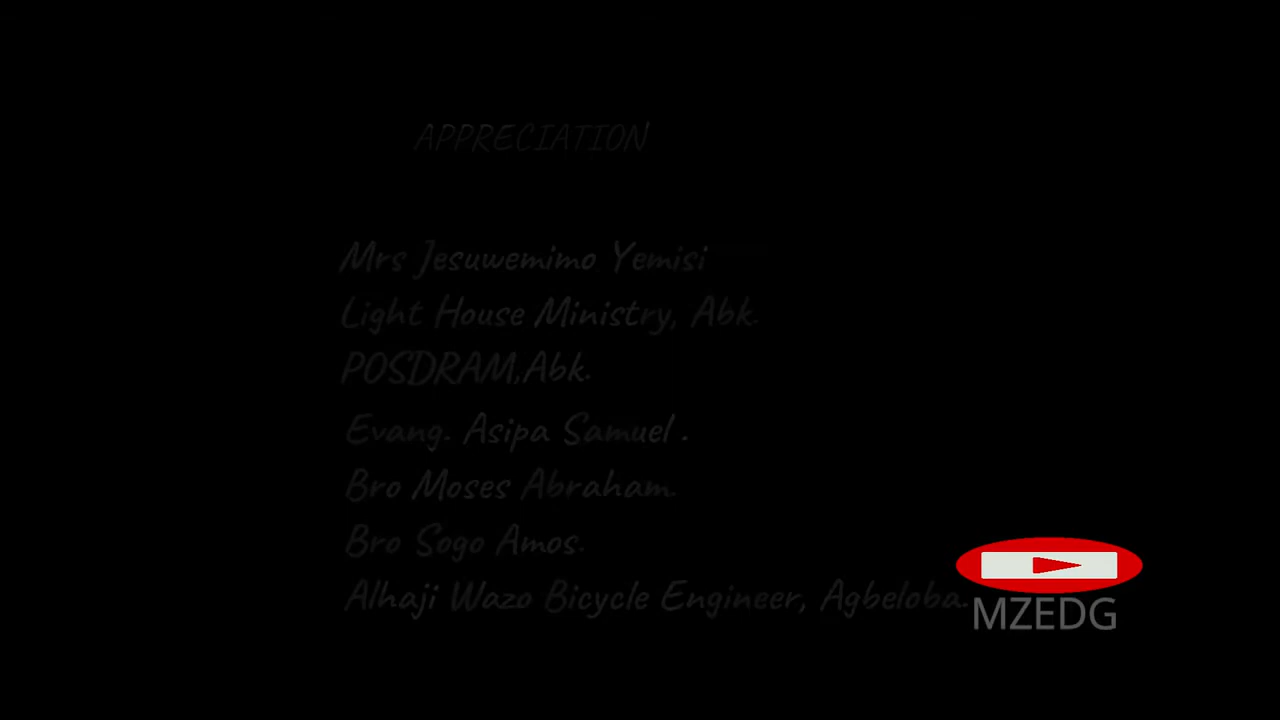 APPRECIATION
Mrs Jesuwemimo Yemisi
Light House Ministry, Abk.
POSDRAM,Abk.
Evang. Asipa Samuel .
Bro Moses Abraham.
Bro Sogo Amos.
Alhaji Wazo Bicycle Engineer, Agbeloba.
MZEDG